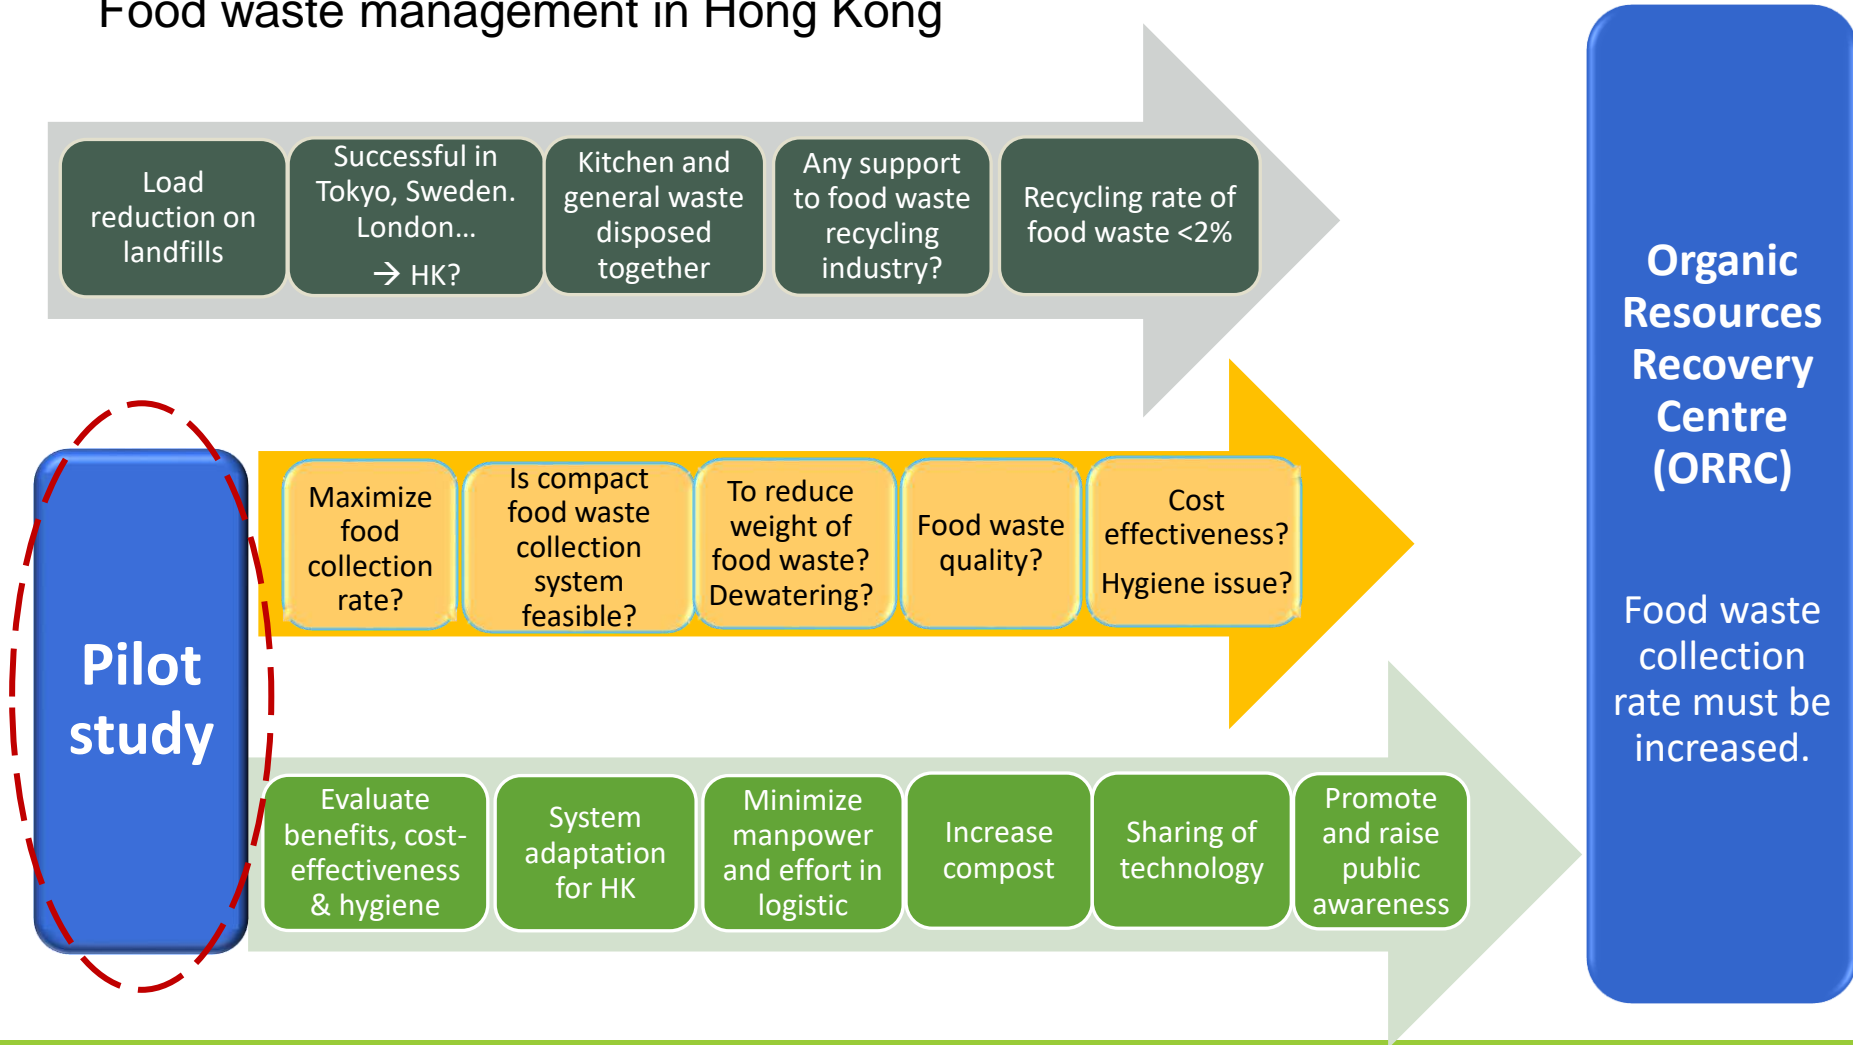 Food waste management in Hong Kong
Load
reduction on
landfills
Successful in
Tokyo, Sweden.
London…
→ HK?
Kitchen and
general waste
disposed
together
Any support
to food waste
recycling
industry?
Recycling rate of
food waste <2%
Pilot
study
Maximize
food
collection
rate?
Is compact
food waste
collection
system
feasible?
To reduce
weight of
food waste?
Dewatering?
Food waste
quality?
Cost
effectiveness?
Hygiene issue?
Evaluate
benefits, cost-
effectiveness
& hygiene
System
adaptation
for HK
Minimize
manpower
and effort in
logistic
Increase
compost
Sharing of
technology
Promote
and raise
public
awareness
Organic
Resources
Recovery
Centre
(ORRC)
Food waste
collection
rate must be
increased.